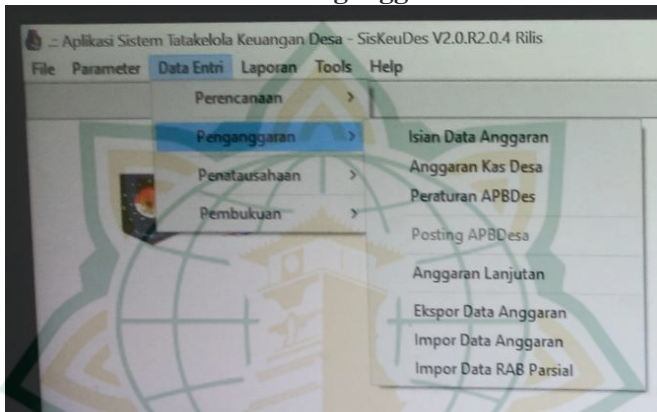 .:: Aplikasi Sistem Tatakelola Keuangan Desa - SisKeuDes V2.0.R2.0.4 Rilis
File Parameter Data Entri Laporan Tools Help
Perencanaan
Penganggaran
Penatausahaan
Pembukuan
Isian Data Anggaran
Anggaran Kas Desa
Peraturan APBDes
Posting APBDesa
Anggaran Lanjutan
Ekspor Data Anggaran
Impor Data Anggaran
Impor Data RAB Parsial